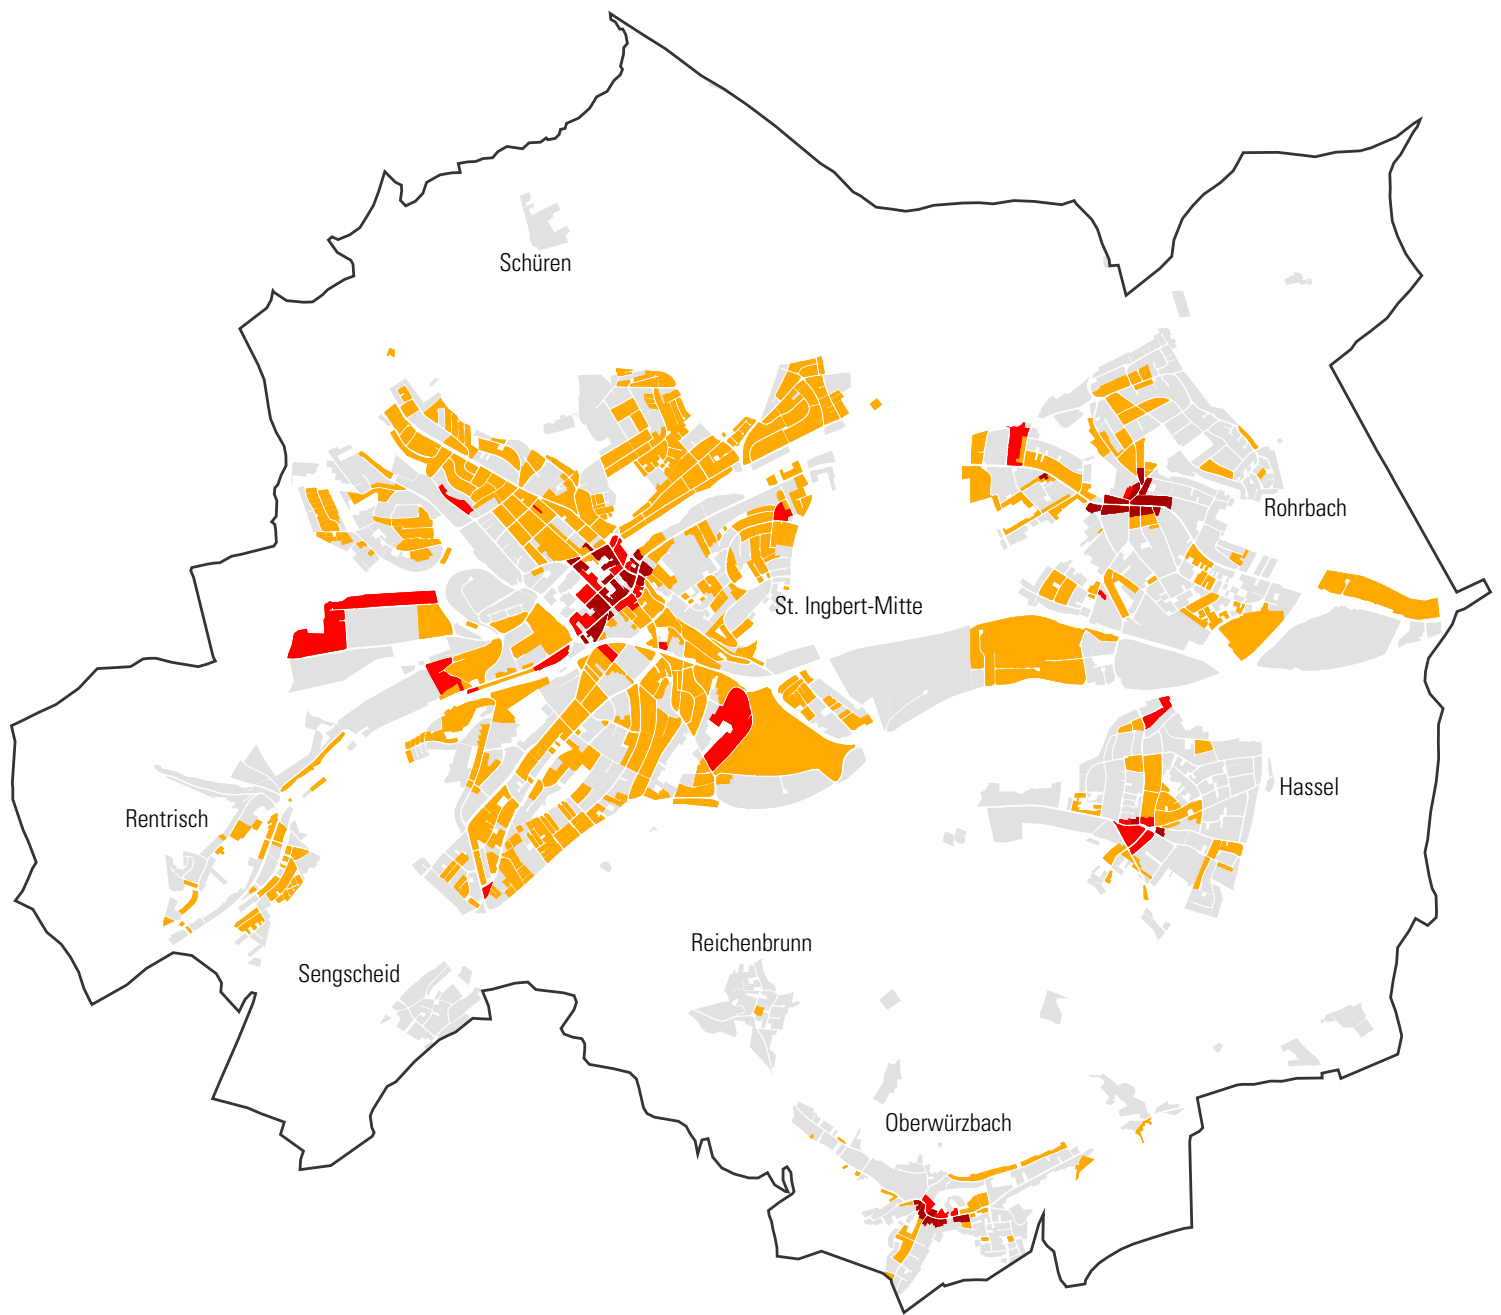 Schüren
Rohrbach
St. Ingbert-Mitte
Hassel
Rentrisch
Reichenbrunn
Sengscheid
Oberwürzbach